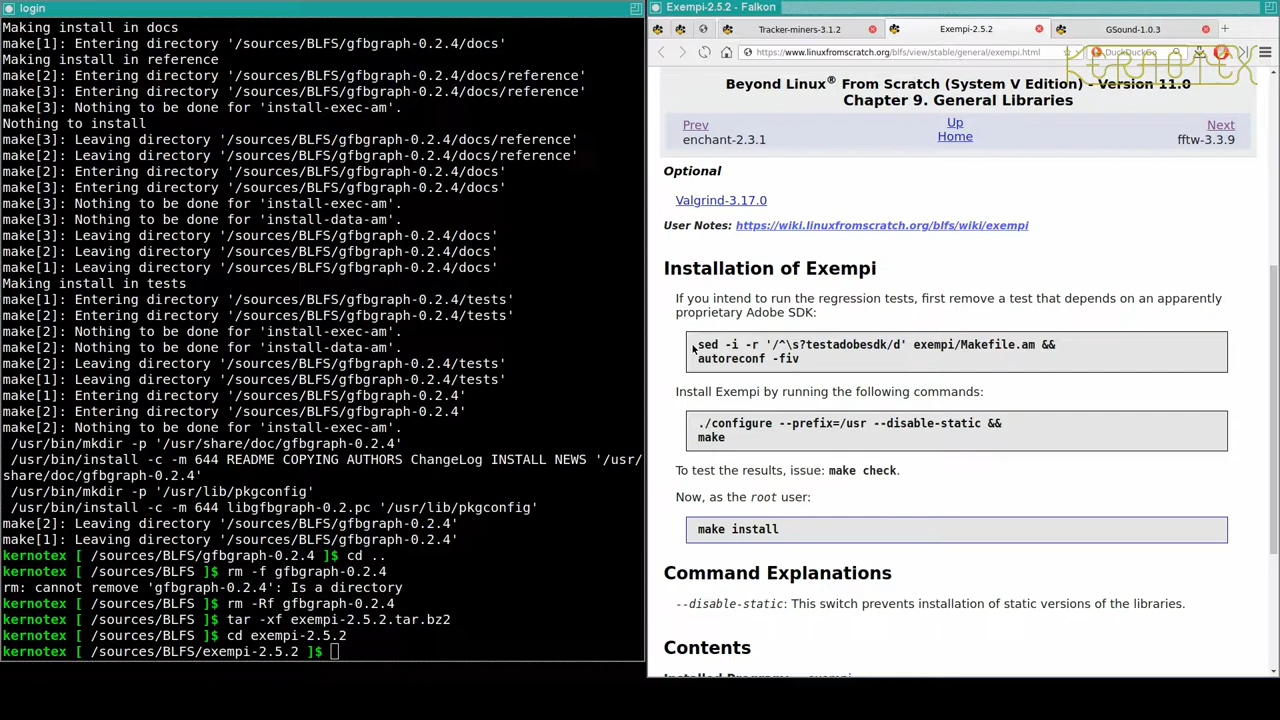 login
Making install in docs
make[1]: Entering directory '/sources/BLFS/gfbgraph-0.2.4/docs'
Making install in reference
make[2]: Entering directory '/sources/BLFS/gfbgraph-0.2.4/docs/reference'
make[3]: Entering directory '/sources/BLFS/gfbgraph-0.2.4/docs/reference'
make[3]: Nothing to be done for 'install-exec-am'.
Nothing to install
make[3]: Leaving directory '/sources/BLFS/gfbgraph-0.2.4/docs/reference'
make[2]: Leaving directory '/sources/BLFS/gfbgraph-0.2.4/docs/reference'
make[2]: Entering directory '/sources/BLFS/gfbgraph-0.2.4/docs'
make[3]: Entering directory '/sources/BLFS/gfbgraph-0.2.4/docs'
make[3]: Nothing to be done for 'install-exec-am'.
make[3]: Nothing to be done for 'install-data-am'.
make[3]: Leaving directory '/sources/BLFS/gfbgraph-0.2.4/docs'
make[2]: Leaving directory '/sources/BLFS/gfbgraph-0.2.4/docs'
make[1]: Leaving directory '/sources/BLFS/gfbgraph-0.2.4/docs'
Making install in tests
make[1]: Entering directory '/sources/BLFS/gfbgraph-0.2.4/tests'
make[2]: Entering directory '/sources/BLFS/gfbgraph-0.2.4/tests'
make[2]: Nothing to be done for 'install-exec-am'.
make[2]: Nothing to be done for 'install-data-am'.
make[2]: Leaving directory '/sources/BLFS/gfbgraph-0.2.4/tests'
make[1]: Leaving directory '/sources/BLFS/gfbgraph-0.2.4/tests'
make[1]: Entering directory '/sources/BLFS/gfbgraph-0.2.4'
make[2]: Entering directory '/sources/BLFS/gfbgraph-0.2.4'
make[2]: Nothing to be done for 'install-exec-am'.
/usr/bin/mkdir -p '/usr/share/doc/gfbgraph-0.2.4'
/usr/bin/install -c -m 644 README COPYING AUTHORS ChangeLog INSTALL NEWS '/usr/
share/doc/gfbgraph-0.2.4'
/usr/bin/mkdir -p '/usr/lib/pkgconfig'
/usr/bin/install -c -m 644 libgfbgraph-0.2.pc '/usr/lib/pkgconfig'
make[2]: Leaving directory '/sources/BLFS/gfbgraph-0.2.4'
make[1]: Leaving directory '/sources/BLFS/gfbgraph-0.2.4'
kernotex [ /sources/BLFS/gfbgraph-0.2.4 ]$ cd ..
kernotex [ /sources/BLFS ]$ rm -f gfbgraph-0.2.4
rm: cannot remove 'gfbgraph-0.2.4': Is a directory
kernotex [ /sources/BLFS ]$ rm -Rf gfbgraph-0.2.4
kernotex [ /sources/BLFS ]$ tar -xf exempi-2.5.2.tar.bz2
kernotex [ /sources/BLFS ]$ cd exempi-2.5.2
kernotex [ /sources/BLFS/exempi-2.5.2 ]$
Exempi-2.5.2 - Falkon
Tracker-miners-3.1.2
Exempi-2.5.2
GSound-1.0.3
https://www.linuxfromscratch.org/blfs/view/stable/general/exempi.html
DuckDuckGo
KERNOTEX
Beyond Linux® From Scratch (System V Edition) - Version 11.0
Chapter 9. General Libraries
Prev
Up
Next
enchant-2.3.1
Home
fftw-3.3.9
Optional
Valgrind-3.17.0
User Notes: https://wiki.linuxfromscratch.org/blfs/wiki/exempi
Installation of Exempi
If you intend to run the regression tests, first remove a test that depends on an apparently
proprietary Adobe SDK:
sed -i -r '/^\s?testadobesdk/d' exempi/Makefile.am &&
autoreconf -fiv
Install Exempi by running the following commands:
./configure --prefix=/usr --disable-static &&
make
To test the results, issue: make check.
Now, as the root user:
make install
Command Explanations
--disable-static: This switch prevents installation of static versions of the libraries.
Contents